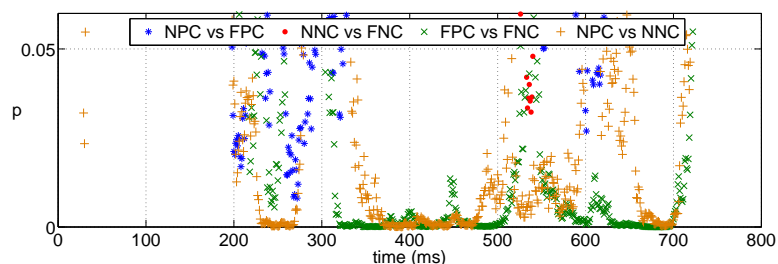 NPC vs FPC NNC vs FNC FPC vs FNC NPC vs NNC
0.05
p
0
0 100 200 300 400 500 600 700 800
time (ms)